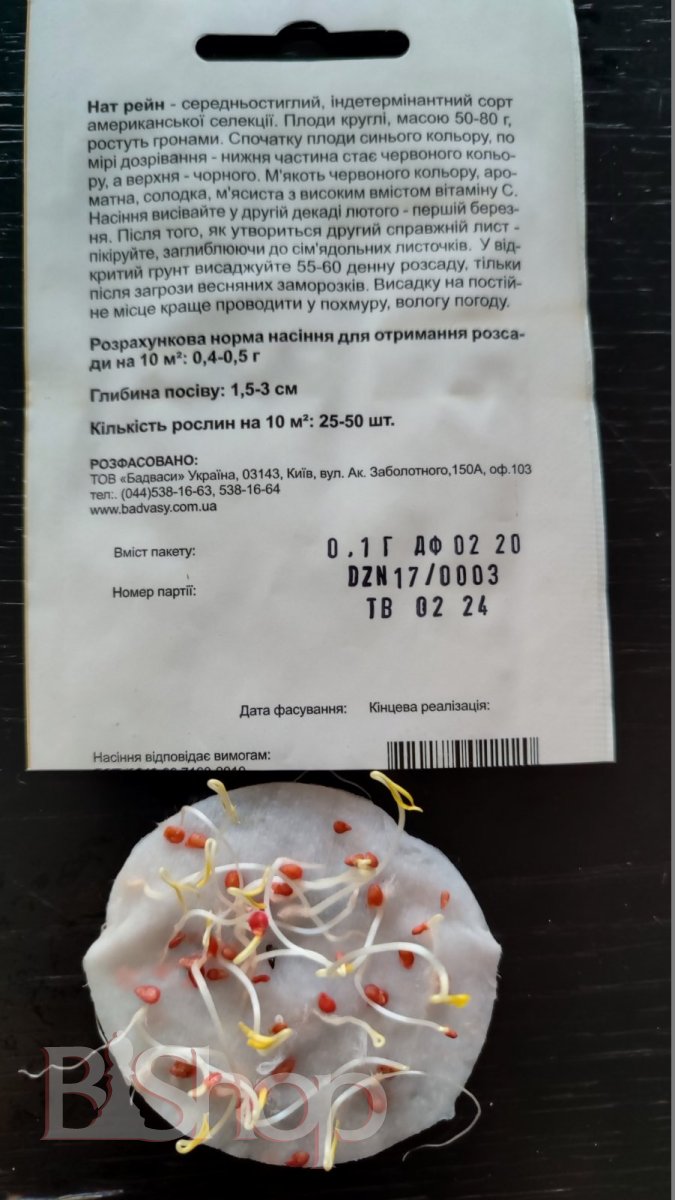 Нат рейн - середньостиглий, індетермінантний сорт
американської селекції. Плоди круглі, масою 50-80 г,
ростуть гронами. Спочатку плоди синього кольору, по
мірі дозрівання - нижня частина стає червоного кольо-
ру, а верхня - чорного. М'якоть червоного кольору, аро-
матна, солодка, м'ясиста з високим вмістом вітаміну С.
Насіння висівайте у другій декаді лютого - першій берез-
ня. Після того, як утвориться другий справжній лист -
пікіруйте, заглиблюючи до сім'ядольних листочків. У від-
критий грунт висаджуйте 55-60 денну розсаду, тільки
після загрози весняних заморозків. Висадку на постій-
не місце краще проводити у похмуру, вологу погоду.
Розрахункова норма насіння для отримання розса-
ди на 10 м²: 0,4-0,5 г
Глибина посіву: 1,5-3 см
Кількість рослин на 10 м²: 25-50 шт.
РОЗФАСОВАНО:
ТОВ «Бадваси» Україна, 03143, Київ, вул. Ак. Заболотного,150А, оф.103
тел:. (044)538-16-63, 538-16-64
www.badvasy.com.ua
Вміст пакету: 0.1 Г ДФ 02 20
DZN17/0003
Номер партії: ТВ 02 24
Дата фасування: Кінцева реалізація:
Насіння відповідає вимогам:
B'Shop